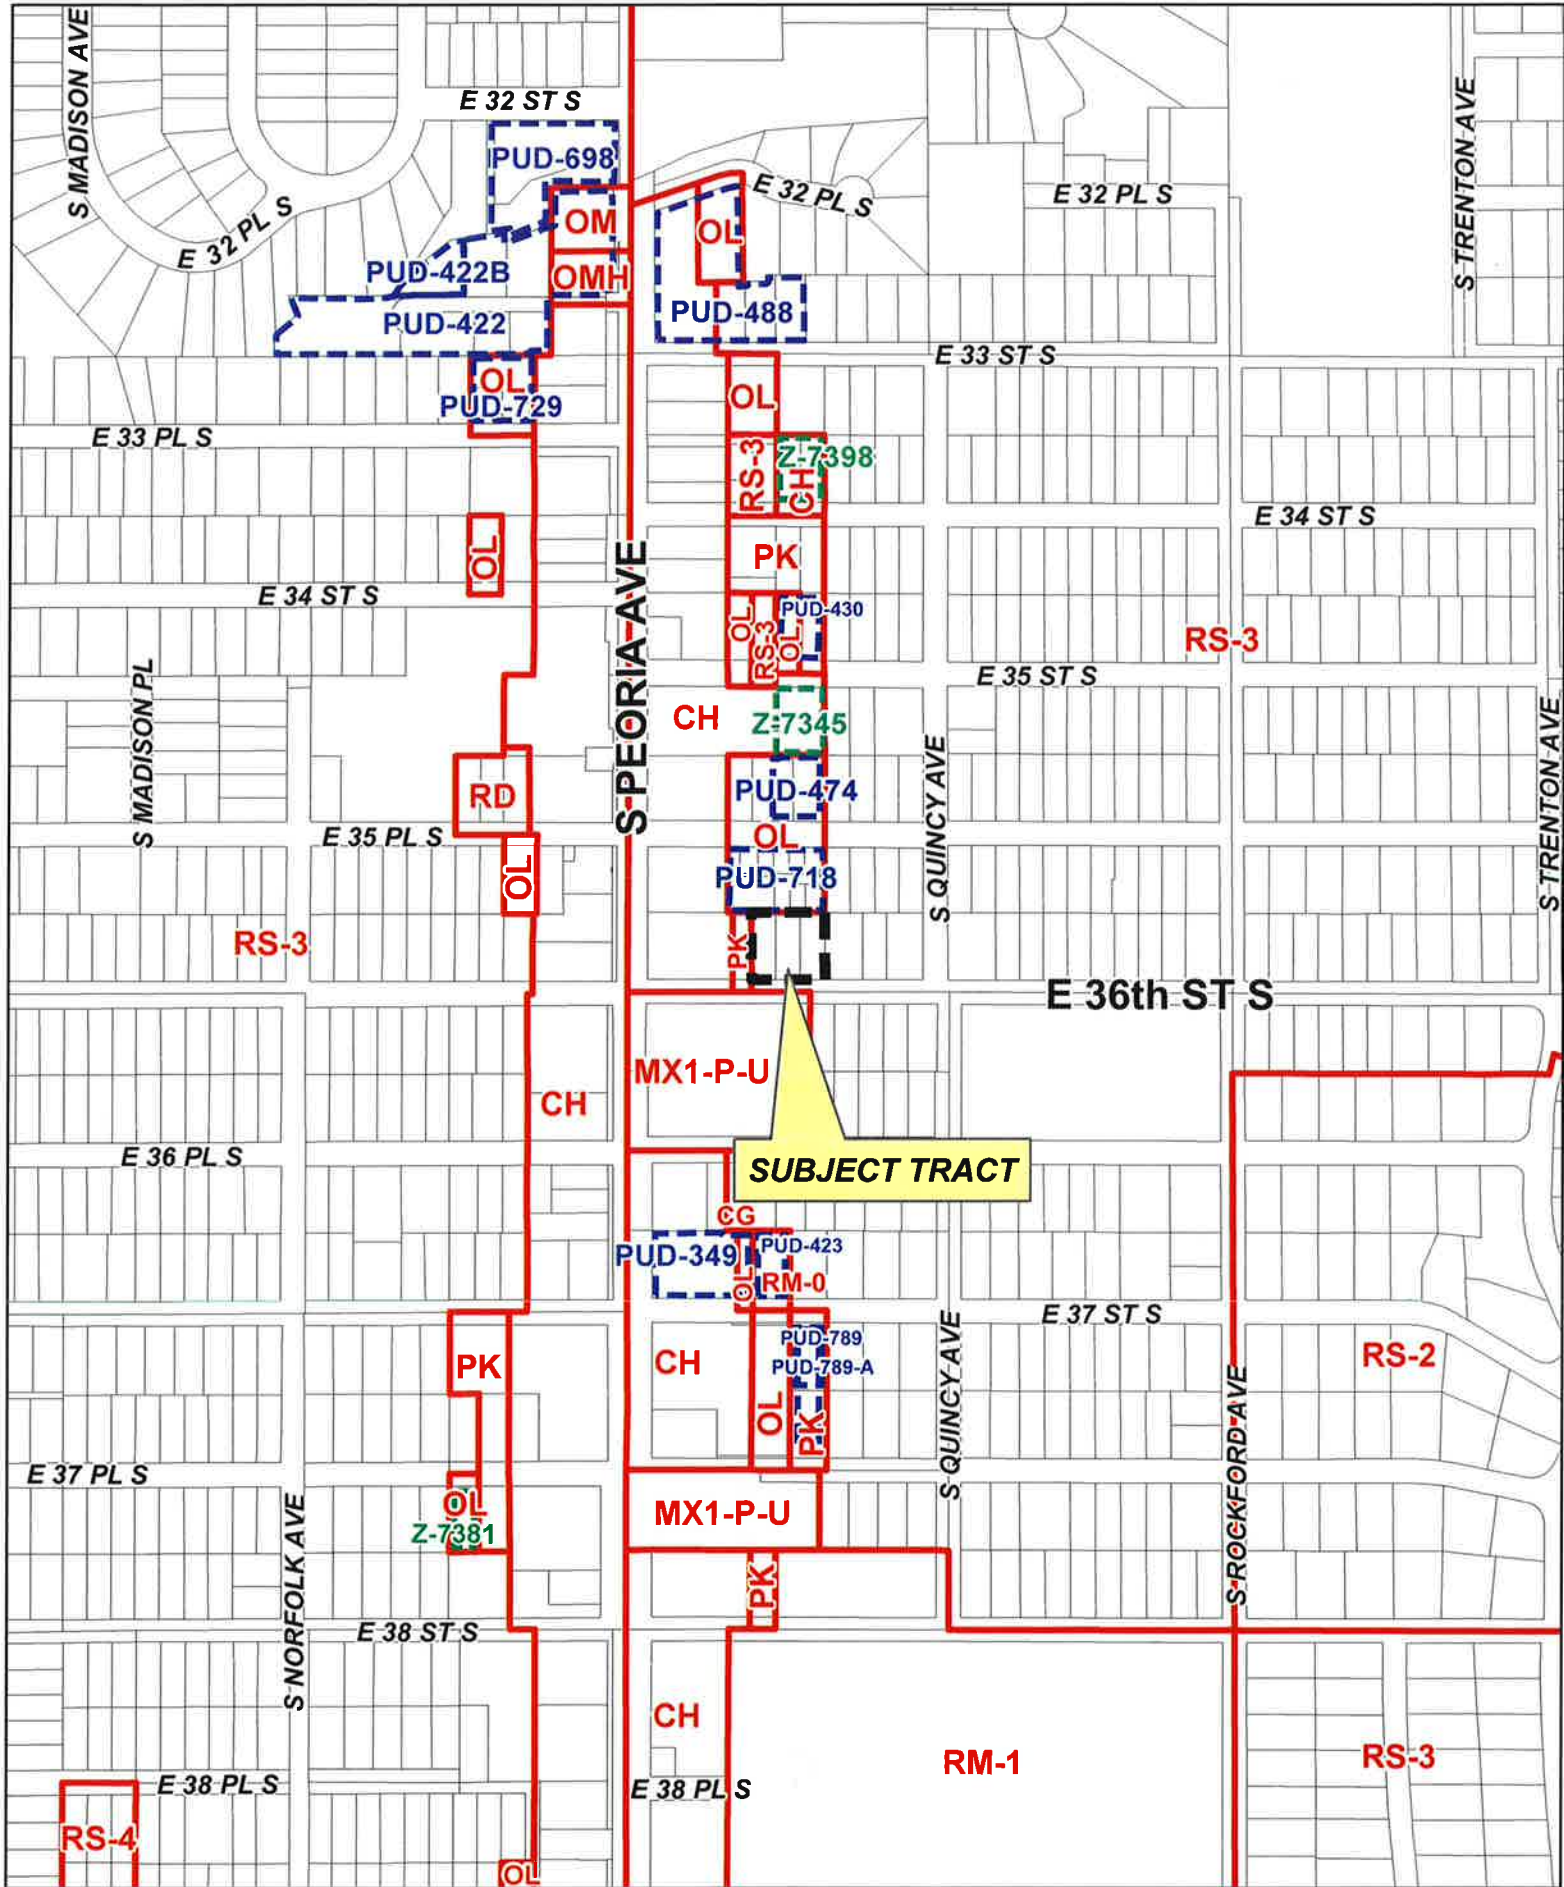 S MADISON AVE
E 32 ST S
S TRENTON AVE
PUD-698
E 32 PL S
E 32 PL S
E 32 PL S
OM
OL
PUD-422B
OMH
PUD-422
PUD-488
E 33 ST S
OL
PUD-729
OL
E 33 PL S
RS-3
Z-7398
CH
E 34 ST S
OL
PK
E 34 ST S
S PEORIA AVE
OL
RS-3
OL
PUD-430
RS-3
E 35 ST S
S MADISON PL
CH
Z-7345
S QUINCY AVE
S TRENTON AVE
RD
PUD-474
E 35 PL S
OL
OL
PUD-718
RS-3
PK
E 36th ST S
MX1-P-U
CH
E 36 PL S
SUBJECT TRACT
CG
PUD-349
PUD-423
OL
RM-0
E 37 ST S
PUD-789
PUD-789-A
PK
CH
RS-2
OL
PK
S QUINCY AVE
S ROCKFORD AVE
E 37 PL S
OL
Z-7381
MX1-P-U
S NORFOLK AVE
PK
E 38 ST S
CH
RM-1
RS-3
E 38 PL S
E 38 PL S
RS-4
OL